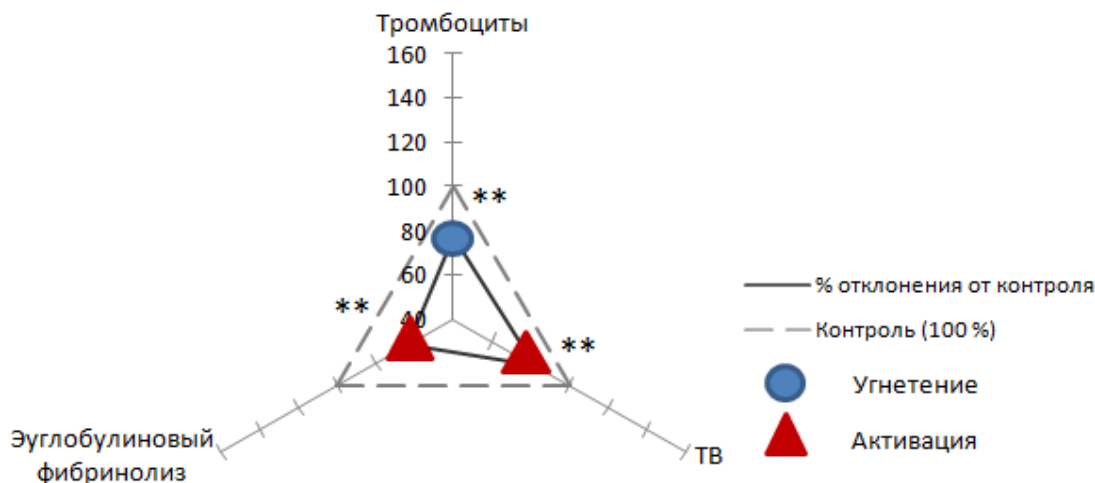 Тромбоциты
160
140
120
100
**
80
60
**
40
**
% отклонения от контроля
Контроль (100 %)
Угнетение
Активация
Эуглобулиновый
фибринолиз
ТВ